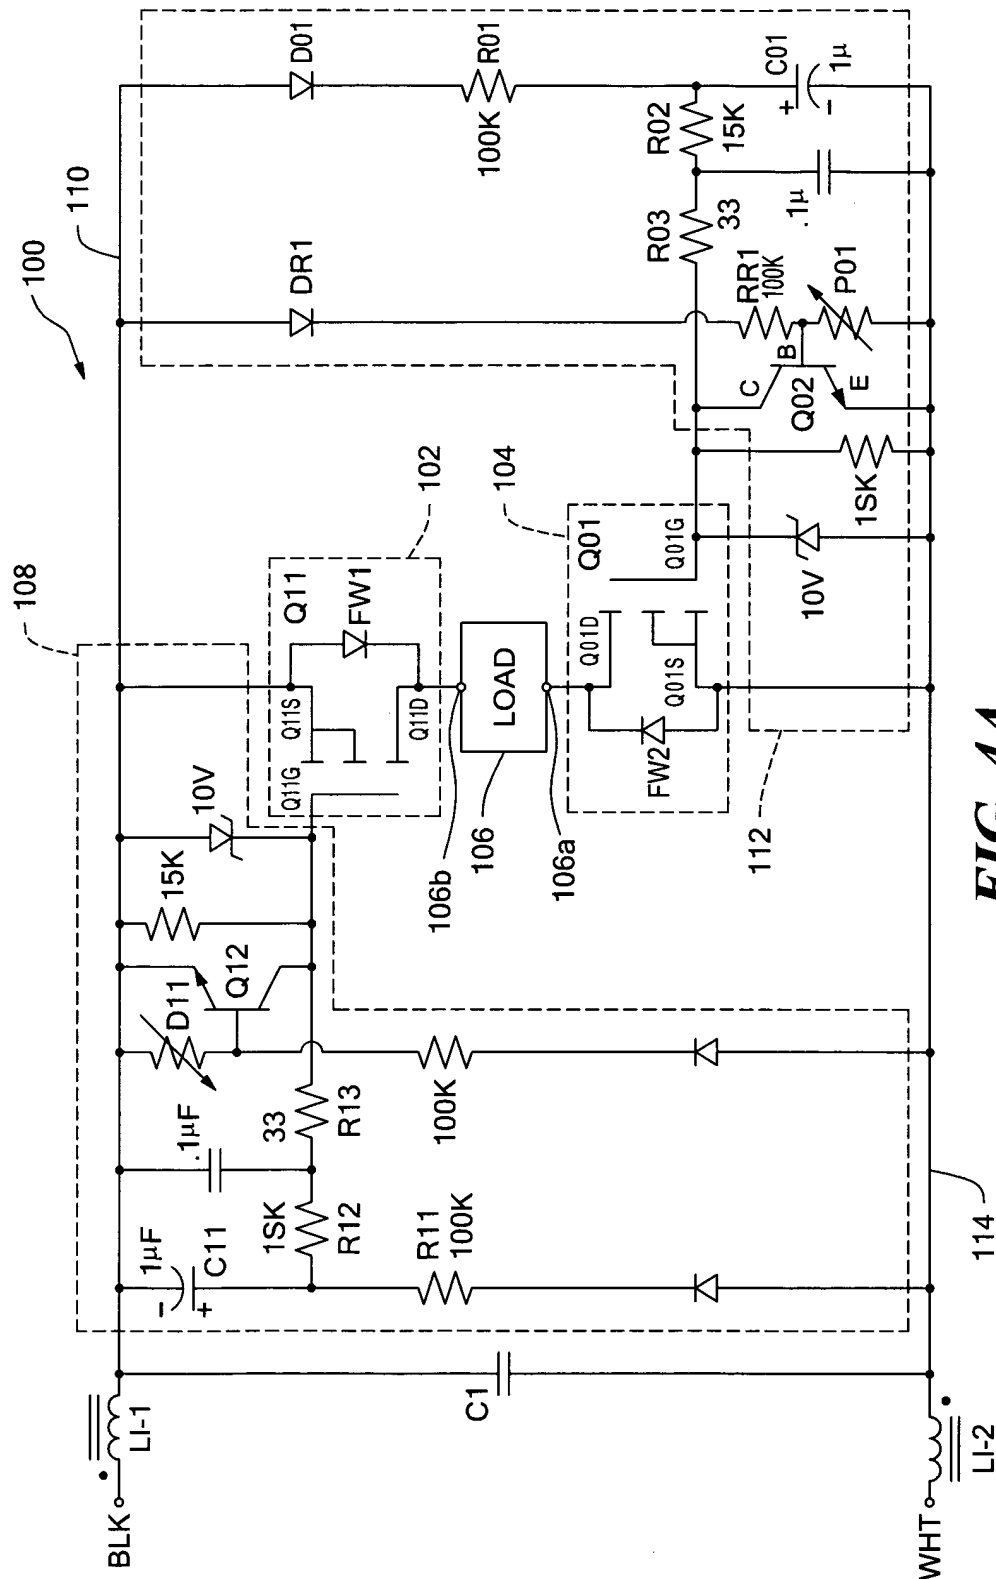 108
100
110
BLK
LI-1
1µF
-
+
C11
1SK
R12
.1µF
33
R13
D11
Q12
15K
10V
Q11G
Q11S
Q11D
Q11
FW1
102
R11
100K
100K
106b
106
106a
LOAD
104
Q01
Q01D
Q01S
Q01G
FW2
112
10V
1SK
C
B
E
Q02
RR1
100K
P01
DR1
D01
R01
100K
R02
15K
R03
33
.1µ
C01
1µ
+
-
C1
WHT
LI-2
114
FIG. 4A